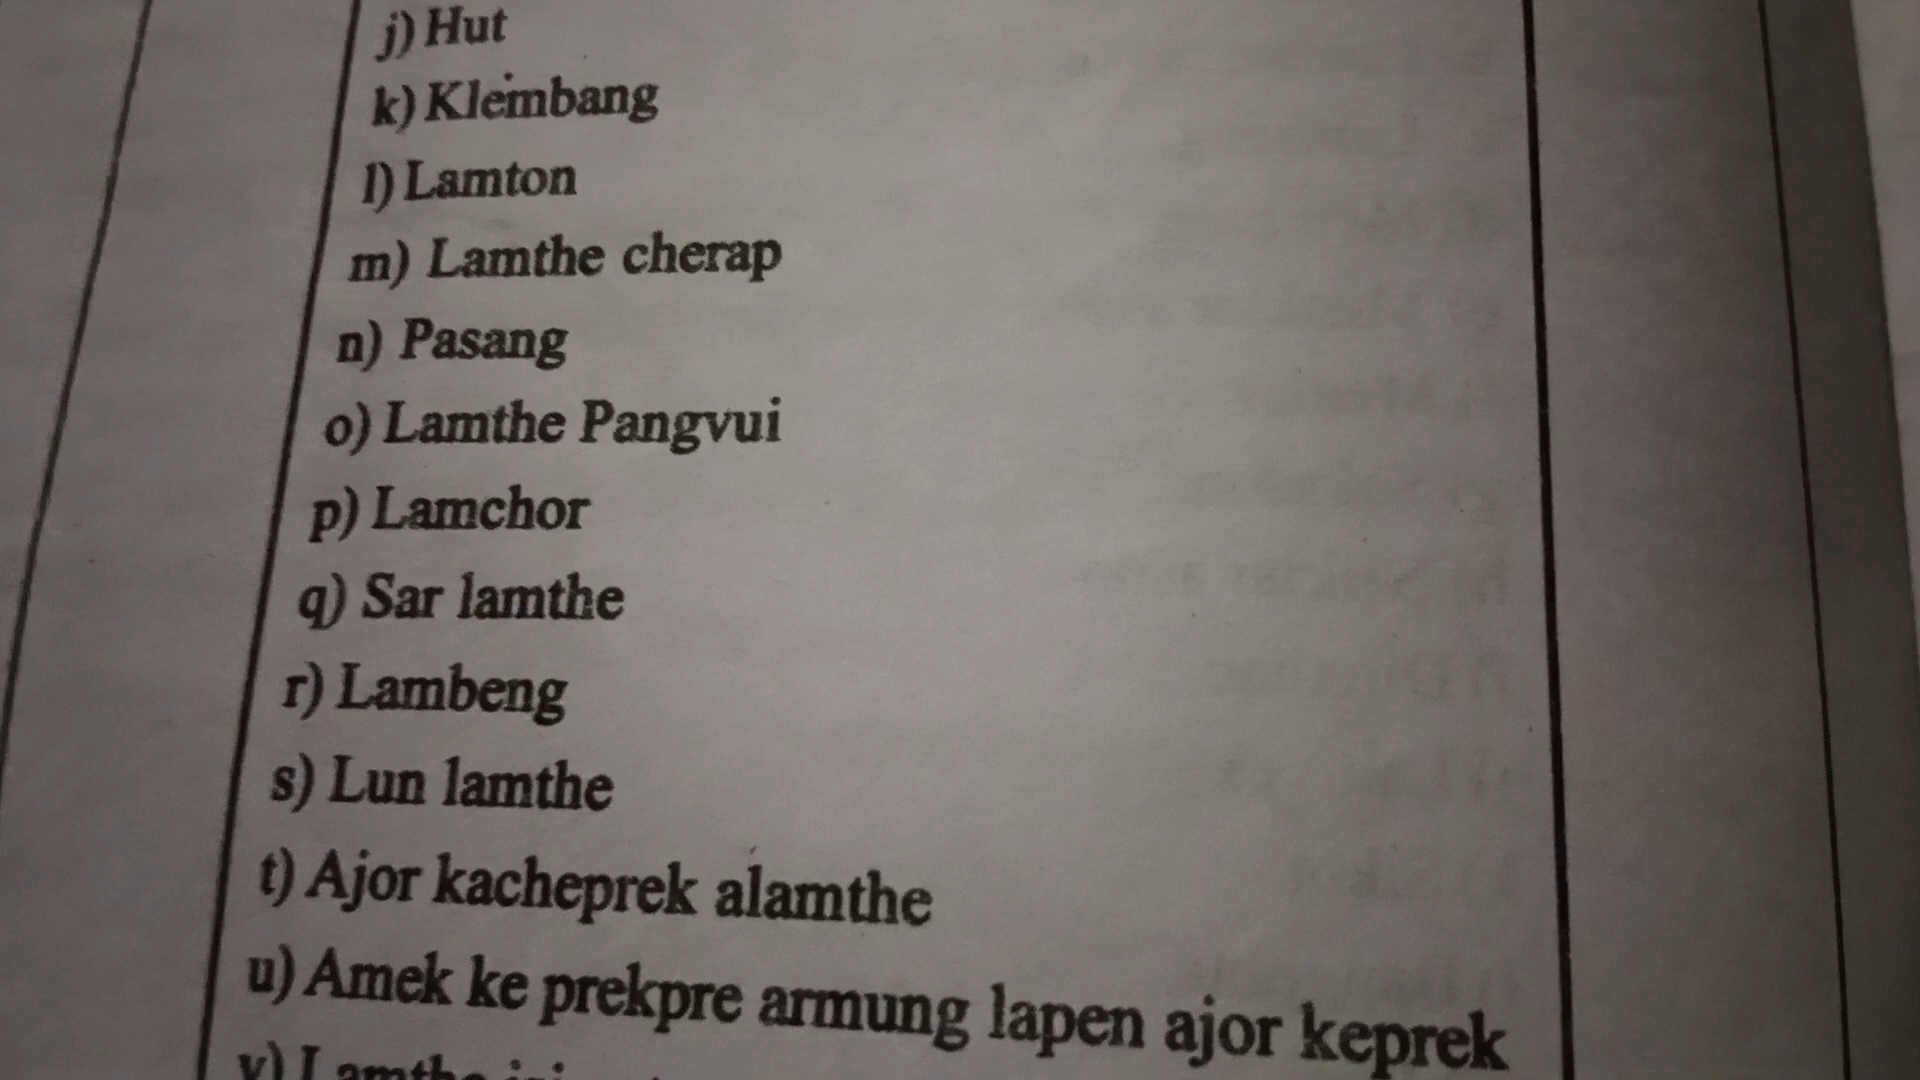 j) Hut
k) Klembang
l) Lamton
m) Lamthe cherap
n) Pasang
o) Lamthe Pangvui
p) Lamchor
q) Sar lamthe
r) Lambeng
s) Lun lamthe
t) Ajor kacheprek alamthe
u) Amek ke prekpre armung lapen ajor keprek
v) Lamthe